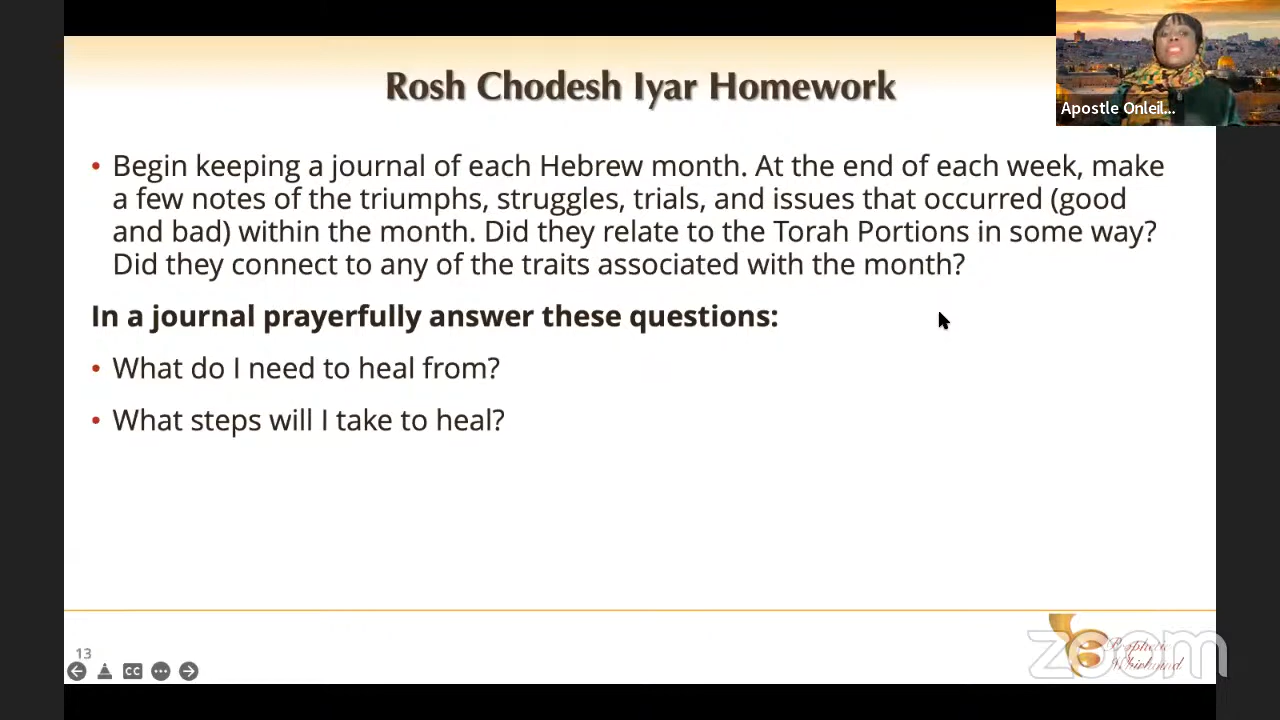 Rosh Chodesh Iyar Homework
Apostle Onleil...
• Begin keeping a journal of each Hebrew month. At the end of each week, make
a few notes of the triumphs, struggles, trials, and issues that occurred (good
and bad) within the month. Did they relate to the Torah Portions in some way?
Did they connect to any of the traits associated with the month?
In a journal prayerfully answer these questions:
• What do I need to heal from?
• What steps will I take to heal?
13
CC
zoom
Prophetic
Whirlwind